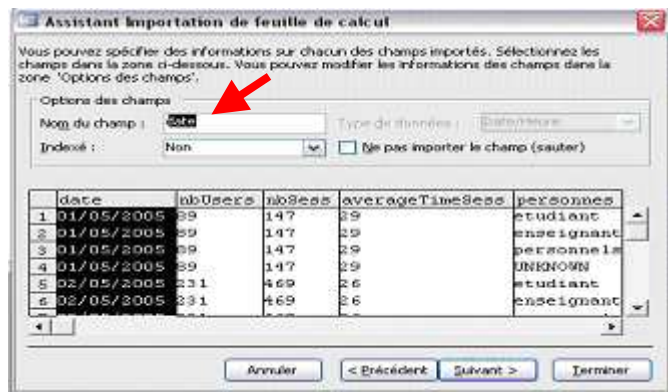 Assistant Importation de feuille de calcul
Vous pouvez spécifier des informations sur chacun des champs importés. Sélectionnez les
champs dans la zone ci-dessous. Vous pouvez modifier les informations des champs dans la
zone 'Options des champs'.
Options des champs
Nom du champ : date Type de données : Date/Heure
Indexé : Non Ne pas importer le champ (sauter)
date nbUsers nbSess averageTimeSess personnes
1 01/05/2005 89 147 29 etudiant
2 01/05/2005 89 147 29 enseignant
3 01/05/2005 89 147 29 personnels
4 01/05/2005 89 147 29 UNKNOWN
5 02/05/2005 231 469 26 etudiant
6 02/05/2005 231 469 26 enseignant
Annuler < Précédent Suivant > Terminer